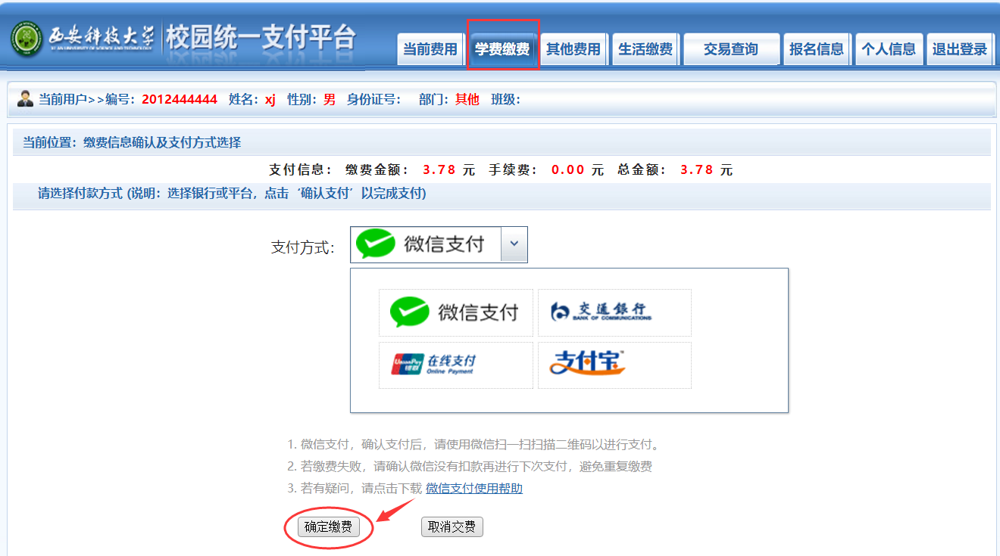 西安科技大学 校园统一支付平台
XI'AN UNIVERSITY OF SCIENCE AND TECHNOLOGY
当前费用 学费缴费 其他费用 生活缴费 交易查询 报名信息 个人信息 退出登录
当前用户>>编号：2012444444 姓名：xj 性别：男 身份证号： 部门：其他 班级：
当前位置：缴费信息确认及支付方式选择
支付信息： 缴费金额： 3.78 元 手续费： 0.00 元 总金额： 3.78 元
请选择付款方式 (说明：选择银行或平台，点击‘确认支付’以完成支付)
支付方式： 微信支付
微信支付 交通银行 BANK OF COMMUNICATIONS
UnionPay 银联 在线支付 Online Payment 支付宝
1. 微信支付，确认支付后，请使用微信扫一扫扫描二维码以进行支付。
2. 若缴费失败，请确认微信没有扣款再进行下次支付，避免重复缴费
3. 若有疑问，请点击下载 微信支付使用帮助
确定缴费 取消交费